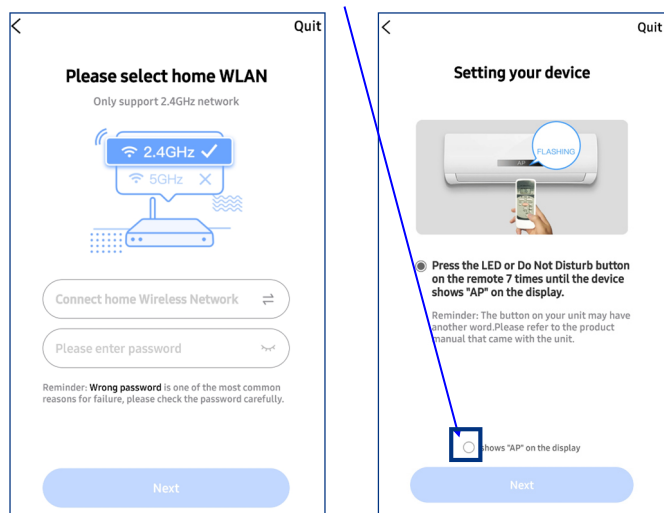 Quit
Please select home WLAN
Only support 2.4GHz network
2.4GHz
5GHz
Connect home Wireless Network
Please enter password
Reminder: Wrong password is one of the most common
reasons for failure, please check the password carefully.
Next
Quit
Setting your device
FLASHING
AP
Press the LED or Do Not Disturb button
on the remote 7 times until the device
shows "AP" on the display.
Reminder: The button on your unit may have
another word.Please refer to the product
manual that came with the unit.
shows "AP" on the display
Next